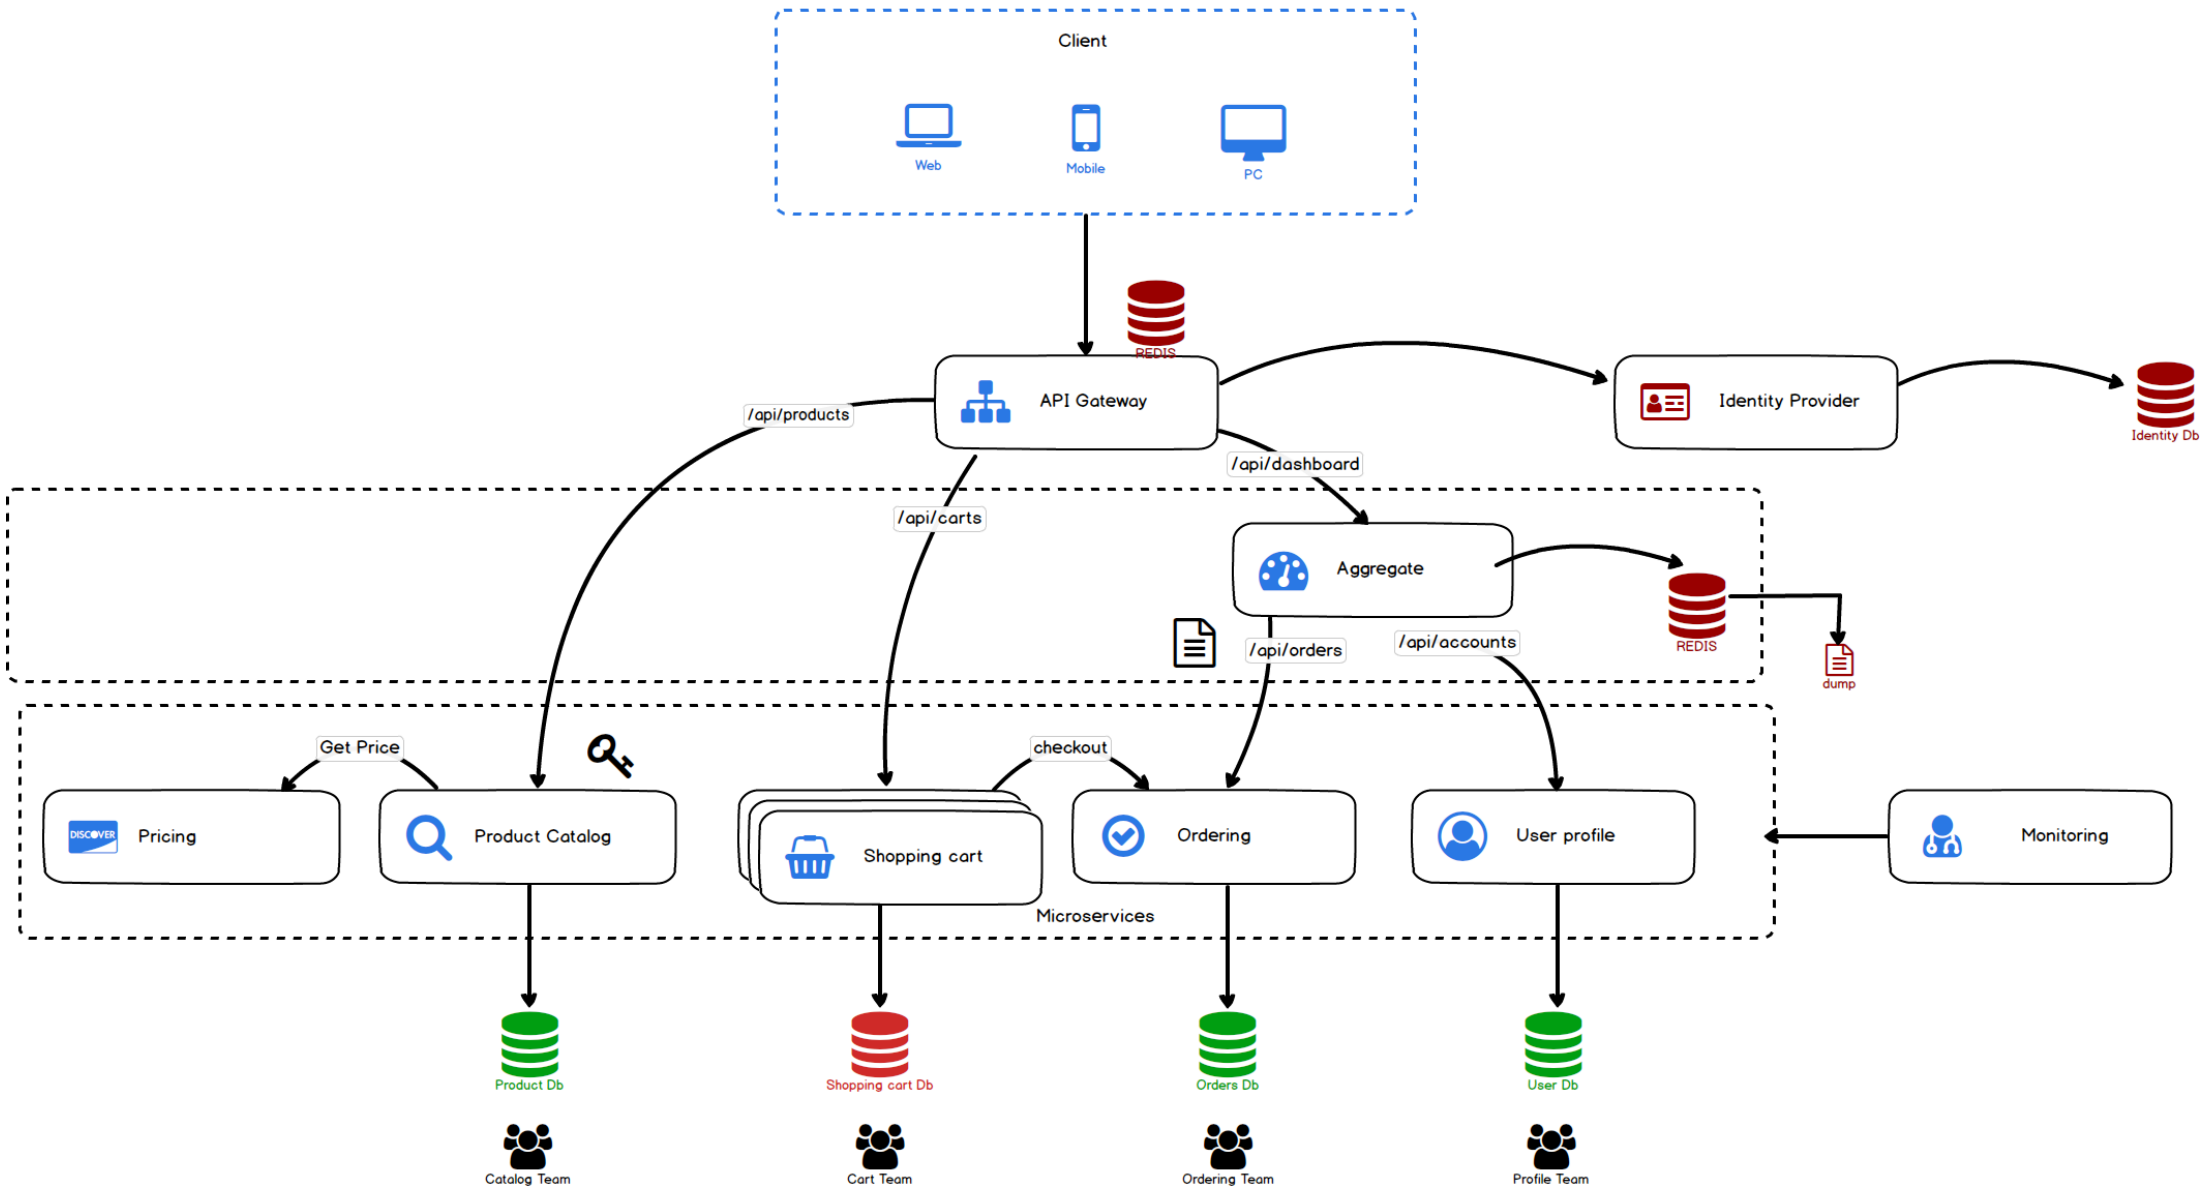 Client
Web
Mobile
PC
REDIS
API Gateway
Identity Provider
Identity Db
/api/products
/api/dashboard
/api/carts
Aggregate
REDIS
dump
/api/orders
/api/accounts
Get Price
checkout
DISCOVER
Pricing
Product Catalog
Shopping cart
Ordering
User profile
Monitoring
Microservices
Product Db
Shopping cart Db
Orders Db
User Db
Catalog Team
Cart Team
Ordering Team
Profile Team